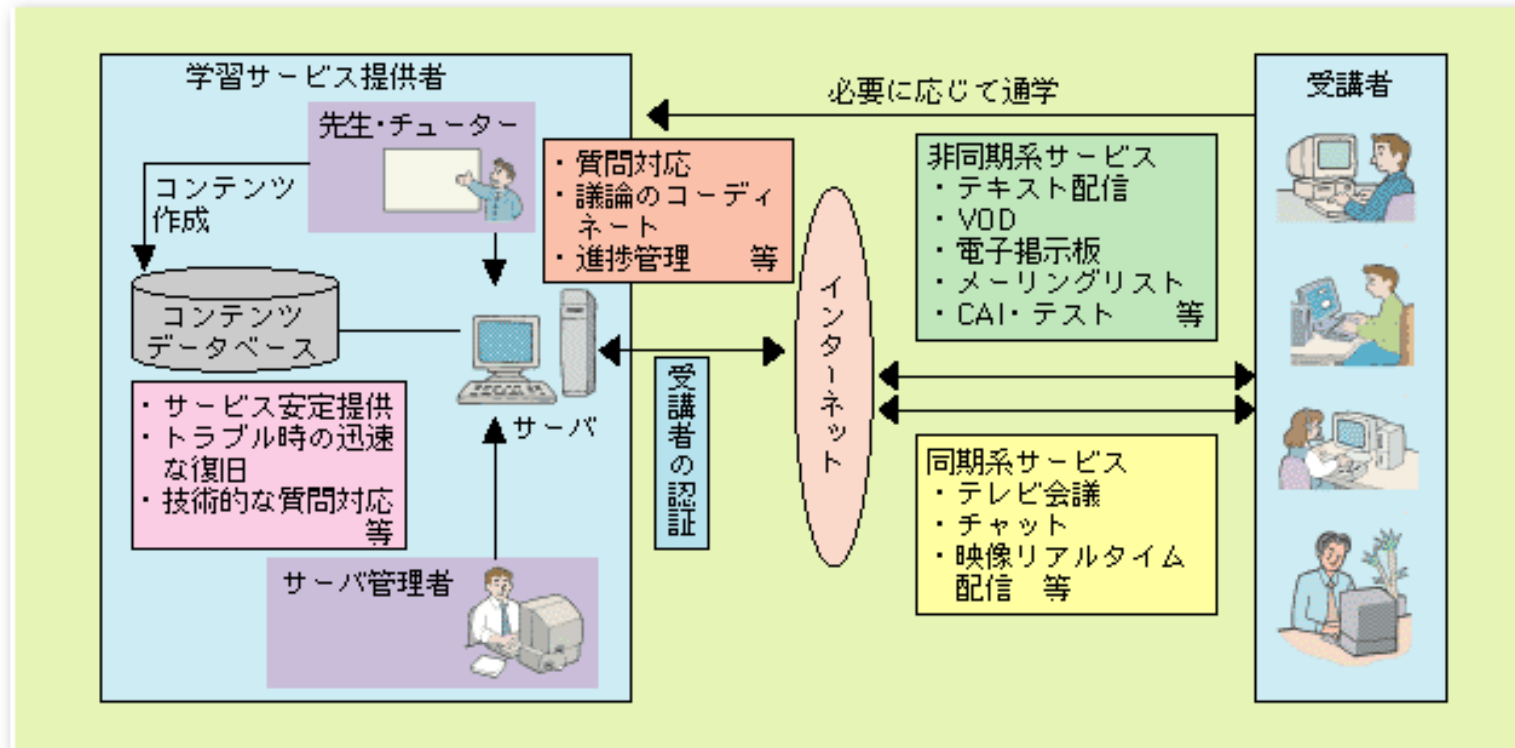 学習サービス提供者
先生・チューター
コンテンツ
作成
・質問対応
・議論のコーディ
ネート
・進捗管理　等
コンテンツ
データベース
サーバ
・サービス安定提供
・トラブル時の迅速
な復旧
・技術的な質問対応
等
サーバ管理者
受講者の認証
インターネット
必要に応じて通学
非同期系サービス
・テキスト配信
・VOD
・電子掲示板
・メーリングリスト
・CAI・テスト　等
同期系サービス
・テレビ会議
・チャット
・映像リアルタイム
配信　等
受講者